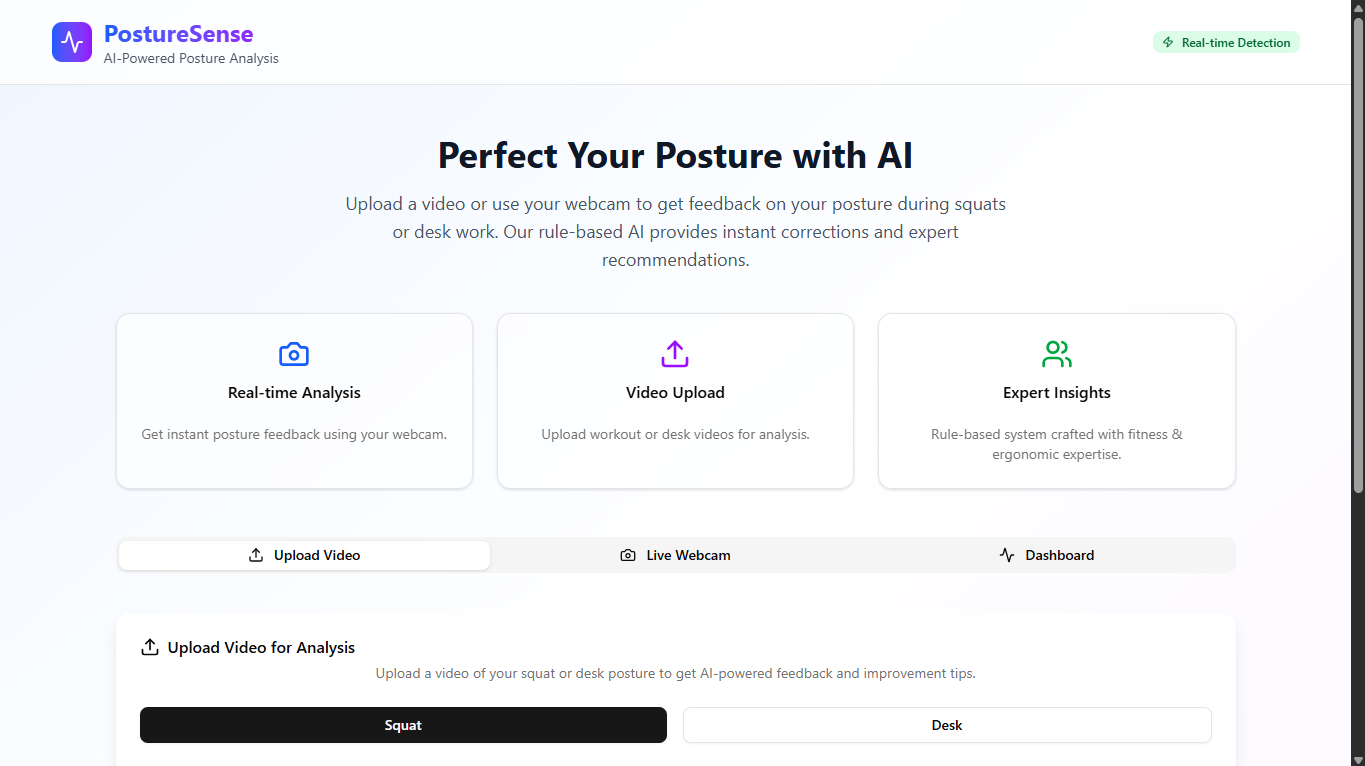 PostureSense
AI-Powered Posture Analysis
Real-time Detection
Perfect Your Posture with AI
Upload a video or use your webcam to get feedback on your posture during squats
or desk work. Our rule-based AI provides instant corrections and expert
recommendations.
Real-time Analysis
Get instant posture feedback using your webcam.
Video Upload
Upload workout or desk videos for analysis.
Expert Insights
Rule-based system crafted with fitness &
ergonomic expertise.
Upload Video
Live Webcam
Dashboard
Upload Video for Analysis
Upload a video of your squat or desk posture to get AI-powered feedback and improvement tips.
Squat
Desk